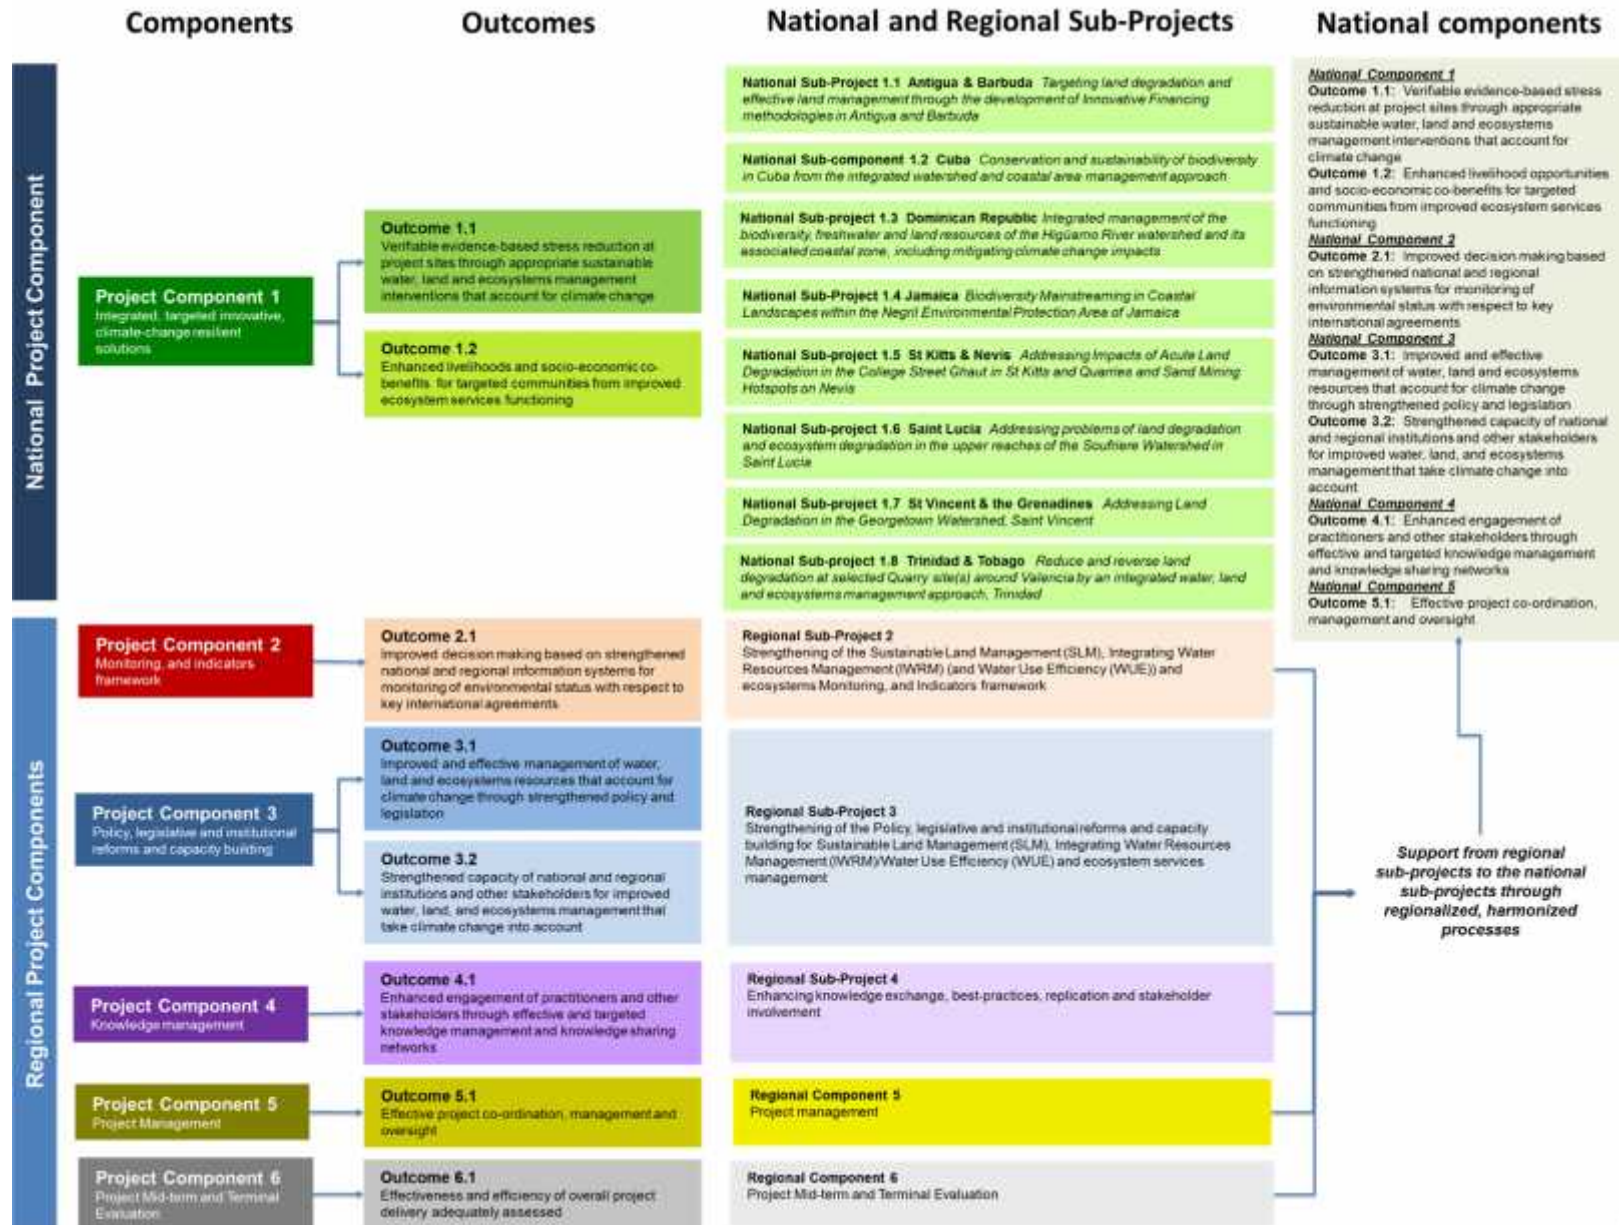 Components
Outcomes
National and Regional Sub-Projects
National components
National Project Component
Project Component 1
Integrated, targeted innovative,
climate-change resilient
solutions
Outcome 1.1
Verifiable evidence-based stress reduction at
project sites through appropriate sustainable
water, land and ecosystems management
interventions that account for climate change
Outcome 1.2
Enhanced livelihoods and socio-economic co-
benefits for targeted communities from improved
ecosystem services functioning
National Sub-Project 1.1 Antigua & Barbuda Targeting land degradation and
effective land management through the development of Innovative Financing
methodologies in Antigua and Barbuda
National Sub-component 1.2 Cuba Conservation and sustainability of biodiversity
in Cuba from the integrated watershed and coastal area management approach
National Sub-project 1.3 Dominican Republic Integrated management of the
biodiversity, freshwater and land resources of the Higüamo River watershed and its
associated coastal zone, including mitigating climate change impacts
National Sub-Project 1.4 Jamaica Biodiversity Mainstreaming in Coastal
Landscapes within the Negril Environmental Protection Area of Jamaica
National Sub-project 1.5 St Kitts & Nevis Addressing Impacts of Acute Land
Degradation in the College Street Ghaut in St Kitts and Quarries and Sand Mining
Hotspots on Nevis
National Sub-project 1.6 Saint Lucia Addressing problems of land degradation
and ecosystem degradation in the upper reaches of the Soufriere Watershed in
Saint Lucia
National Sub-project 1.7 St Vincent & the Grenadines Addressing Land
Degradation in the Georgetown Watershed, Saint Vincent
National Sub-project 1.8 Trinidad & Tobago Reduce and reverse land
degradation at selected Quarry site(s) around Valencia by an integrated water, land
and ecosystems management approach, Trinidad
National Component 1
Outcome 1.1: Verifiable evidence-based stress
reduction at project sites through appropriate
sustainable water, land and ecosystems
management interventions that account for
climate change
Outcome 1.2: Enhanced livelihood opportunities
and socio-economic co-benefits for targeted
communities from improved ecosystem services
functioning
National Component 2
Outcome 2.1: Improved decision making based
on strengthened national and regional
information systems for monitoring of
environmental status with respect to key
international agreements
National Component 3
Outcome 3.1: Improved and effective
management of water, land and ecosystems
resources that account for climate change
through strengthened policy and legislation
Outcome 3.2: Strengthened capacity of national
and regional institutions and other stakeholders
for improved water, land, and ecosystems
management that take climate change into
account
National Component 4
Outcome 4.1: Enhanced engagement of
practitioners and other stakeholders through
effective and targeted knowledge management
and knowledge sharing networks
National Component 5
Outcome 5.1: Effective project co-ordination,
management and oversight
Regional Project Components
Project Component 2
Monitoring, and indicators
framework
Outcome 2.1
Improved decision making based on strengthened
national and regional information systems for
monitoring of environmental status with respect to
key international agreements
Regional Sub-Project 2
Strengthening of the Sustainable Land Management (SLM), Integrating Water
Resources Management (IWRM) (and Water Use Efficiency (WUE)) and
ecosystems Monitoring, and Indicators framework
Project Component 3
Policy, legislative and institutional
reforms and capacity building
Outcome 3.1
Improved and effective management of water,
land and ecosystems resources that account for
climate change through strengthened policy and
legislation
Outcome 3.2
Strengthened capacity of national and regional
institutions and other stakeholders for improved
water, land, and ecosystems management that
take climate change into account
Regional Sub-Project 3
Strengthening of the Policy, legislative and institutional reforms and capacity
building for Sustainable Land Management (SLM), Integrating Water Resources
Management (IWRM)/Water Use Efficiency (WUE) and ecosystem services
management
Support from regional
sub-projects to the national
sub-projects through
regionalized, harmonized
processes
Project Component 4
Knowledge management
Outcome 4.1
Enhanced engagement of practitioners and other
stakeholders through effective and targeted
knowledge management and knowledge sharing
networks
Regional Sub-Project 4
Enhancing knowledge exchange, best-practices, replication and stakeholder
involvement
Project Component 5
Project Management
Outcome 5.1
Effective project co-ordination, management and
oversight
Regional Component 5
Project management
Project Component 6
Project Mid-term and Terminal
Evaluation
Outcome 6.1
Effectiveness and efficiency of overall project
delivery adequately assessed
Regional Component 6
Project Mid-term and Terminal Evaluation